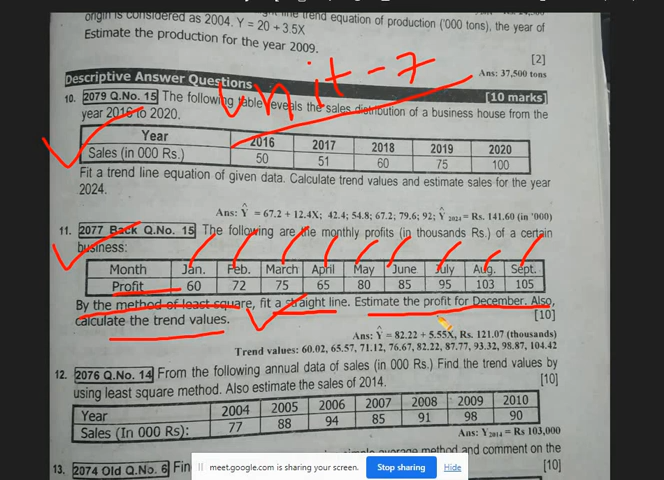 origin is considered as 2004. Y = 20 + 3.5X line trend equation of production ('000 tons), the year of
Estimate the production for the year 2009.
[2]
Ans: 37,500 tons
Unit-7
Descriptive Answer Questions
[10 marks]
10. 2079 Q.No. 15 The following table reveals the sales distribution of a business house from the
year 2016 to 2020.
Year 2016 2017 2018 2019 2020
Sales (in 000 Rs.) 50 51 60 75 100
Fit a trend line equation of given data. Calculate trend values and estimate sales for the year
2024.
Ans: Ŷ = 67.2 + 12.4X; 42.4; 54.8; 67.2; 79.6; 92; Ŷ 2024 = Rs. 141.60 (in '000)
11. 2077 Back Q.No. 15 The following are the monthly profits (in thousands Rs.) of a certain
business:
Month Jan. Feb. March April May June July Aug. Sept.
Profit 60 72 75 65 80 85 95 103 105
By the method of least square, fit a straight line. Estimate the profit for December. Also,
calculate the trend values.
[10]
Ans: Ŷ = 82.22 + 5.55X, Rs. 121.07 (thousands)
Trend values: 60.02, 65.57, 71.12, 76.67, 82.22, 87.77, 93.32, 98.87, 104.42
12. 2076 Q.No. 14 From the following annual data of sales (in 000 Rs.) Find the trend values by
using least square method. Also estimate the sales of 2014.
[10]
Year 2004 2005 2006 2007 2008 2009 2010
Sales (In 000 Rs): 77 88 94 85 91 98 90
Ans: Y2014 = Rs 103,000
average method and comment on the
13. 2074 Old Q.No. 6 Fin
[10]
meet.google.com is sharing your screen.
Stop sharing
Hide